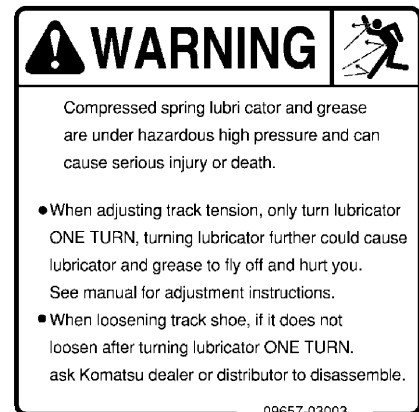 WARNING
Compressed spring lubri cator and grease
are under hazardous high pressure and can
cause serious injury or death.
●When adjusting track tension, only turn lubricator
ONE TURN, turning lubricator further could cause
lubricator and grease to fly off and hurt you.
See manual for adjustment instructions.
●When loosening track shoe, if it does not
loosen after turning lubricator ONE TURN.
ask Komatsu dealer or distributor to disassemble.
09657-03003